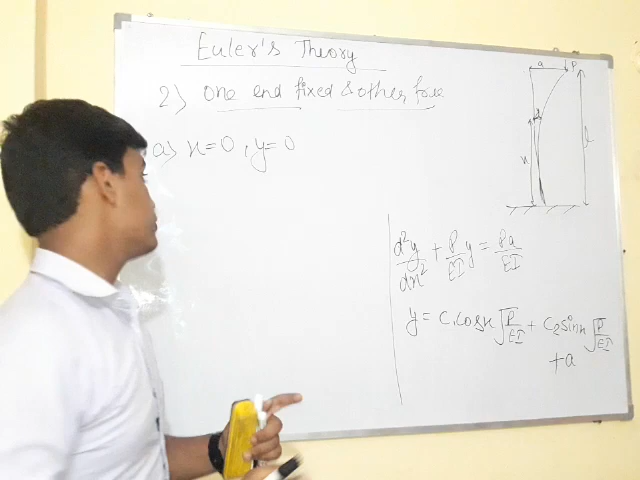 Euler's Theory
2) One end fixed & other free
a) x=0, y=0
a P
y
x
l
d²y/dx² + P/EI y = Pa/EI
y = C₁cosx√P/EI + C₂sinx√P/EI
+a